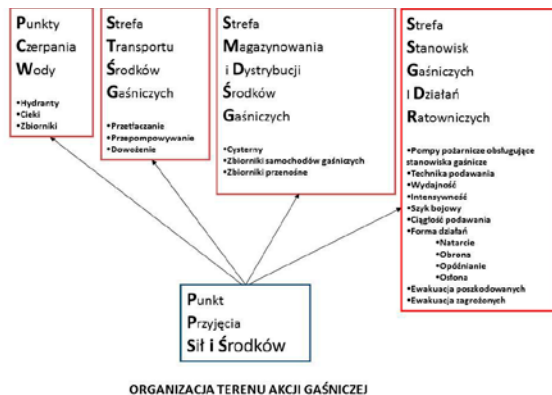 Punkty
Czerpania
Wody
•Hydranty
•Cieki
•Zbiorniki
Strefa
Transportu
Środków
Gaśniczych
•Przetłaczanie
•Przepompowywanie
•Dowożenie
Strefa
Magazynowania
i Dystrybucji
Środków
Gaśniczych
•Cysterny
•Zbiorniki samochodów gaśniczych
•Zbiorniki przenośne
Strefa
Stanowisk
Gaśniczych
I Działań
Ratowniczych
•Pompy pożarnicze obsługujące
stanowiska gaśnicze
•Technika podawania
•Wydajność
•Intensywność
•Szyk bojowy
•Ciągłość podawania
•Forma działań
•Natarcie
•Obrona
•Opóźnianie
•Osłona
•Ewakuacja poszkodowanych
•Ewakuacja zagrożonych
Punkt
Przyjęcia
Sił i Środków
ORGANIZACJA TERENU AKCJI GAŚNICZEJ